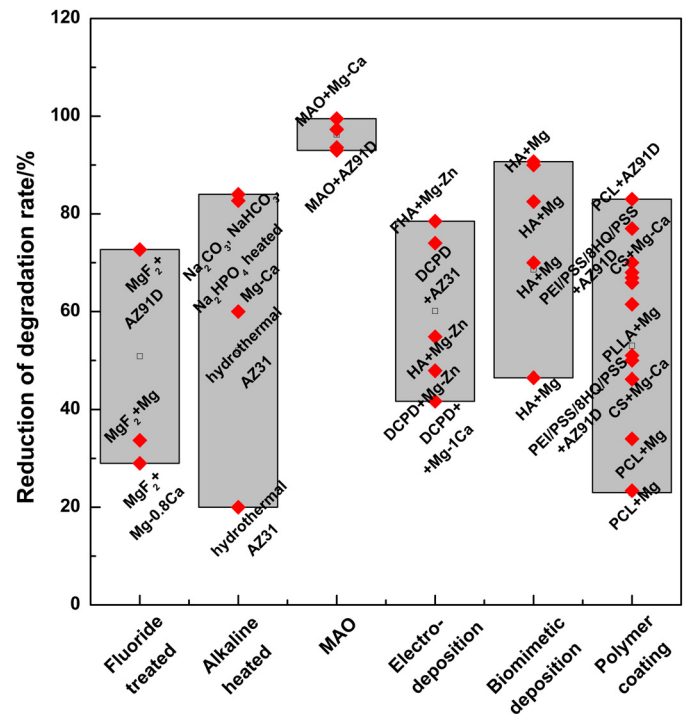 120
100
80
60
40
20
0
Reduction of degradation rate/%
MgF₂+
AZ91D
MgF₂+Mg
MgF₂+
Mg-0.8Ca
Na₂CO₃, NaHCO₃,
Na₂HPO₄ heated
Mg-Ca
hydrothermal
AZ31
hydrothermal
AZ31
MAO+Mg-Ca
MAO+AZ91D
FHA+Mg-Zn
DCPD
+AZ31
HA+Mg-Zn
DCPD+Mg-Zn
DCPD+
+Mg-1Ca
HA+Mg
HA+Mg
HA+Mg
HA+Mg
PCL+AZ91D
CS+Mg-Ca
PEI/PSS/8HQ/PSS
+AZ91D
PLLA+Mg
CS+Mg-Ca
PEI/PSS/8HQ/PSS
+AZ91D
PCL+Mg
PCL+Mg
Fluoride
treated
Alkaline
heated
MAO
Electro-
deposition
Biomimetic
deposition
Polymer
coating